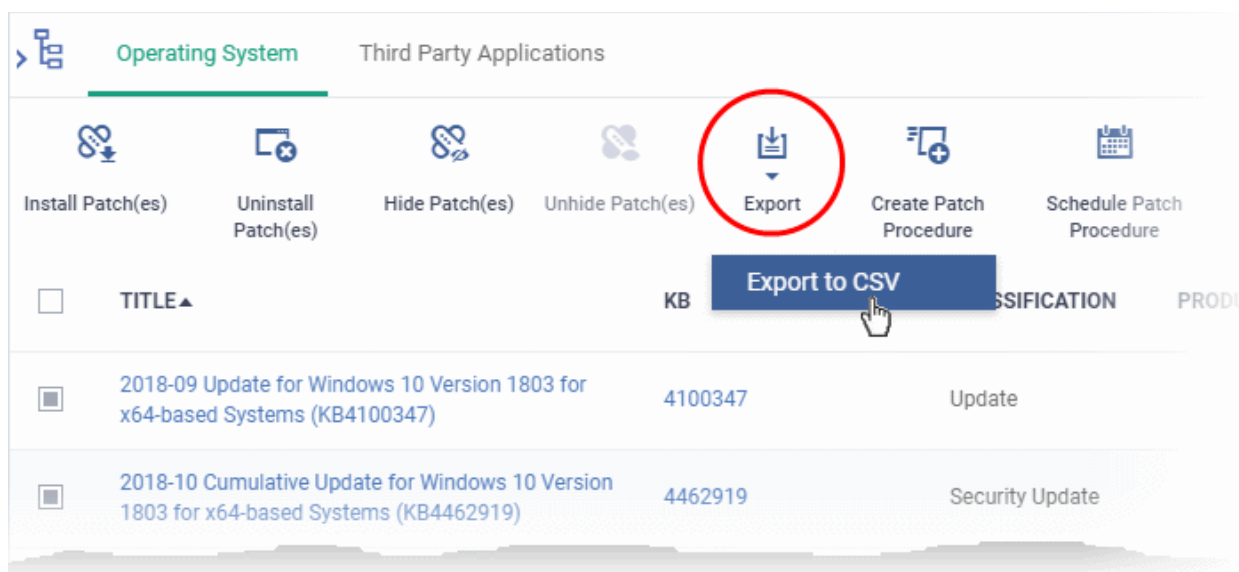 Operating System
Third Party Applications
Install Patch(es)
Uninstall
Patch(es)
Hide Patch(es)
Unhide Patch(es)
Export
Create Patch
Procedure
Schedule Patch
Procedure
Export to CSV
TITLE
KB
SSIFICATION
PRODU
2018-09 Update for Windows 10 Version 1803 for
x64-based Systems (KB4100347)
4100347
Update
2018-10 Cumulative Update for Windows 10 Version
1803 for x64-based Systems (KB4462919)
4462919
Security Update